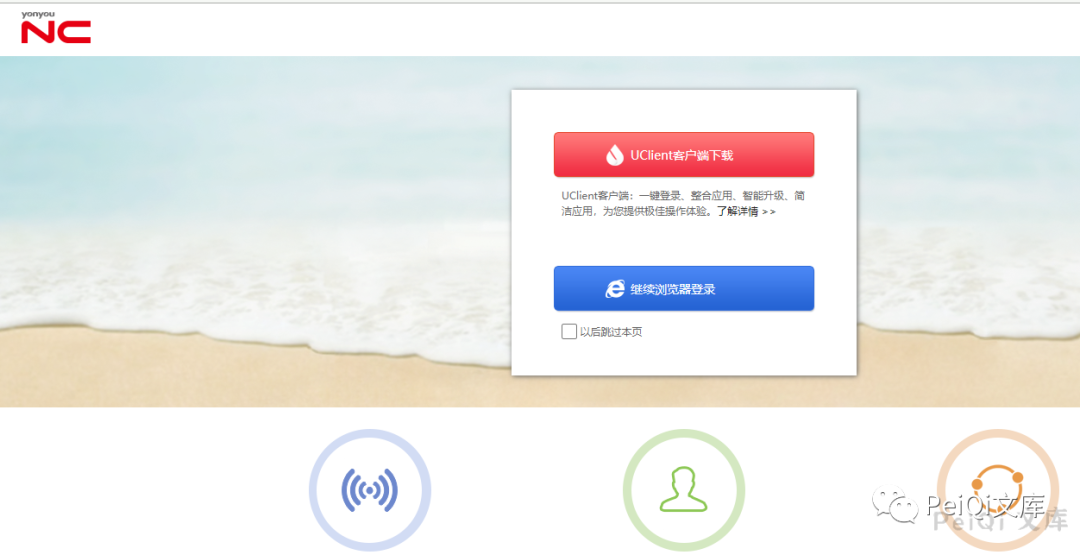 yonyou
NC
UClient客户端下载
UClient客户端：一键登录、整合应用、智能升级、简
洁应用，为您提供极佳操作体验。了解详情 >>
继续浏览器登录
以后跳过本页
PeiQi文库
PeiQi 文库